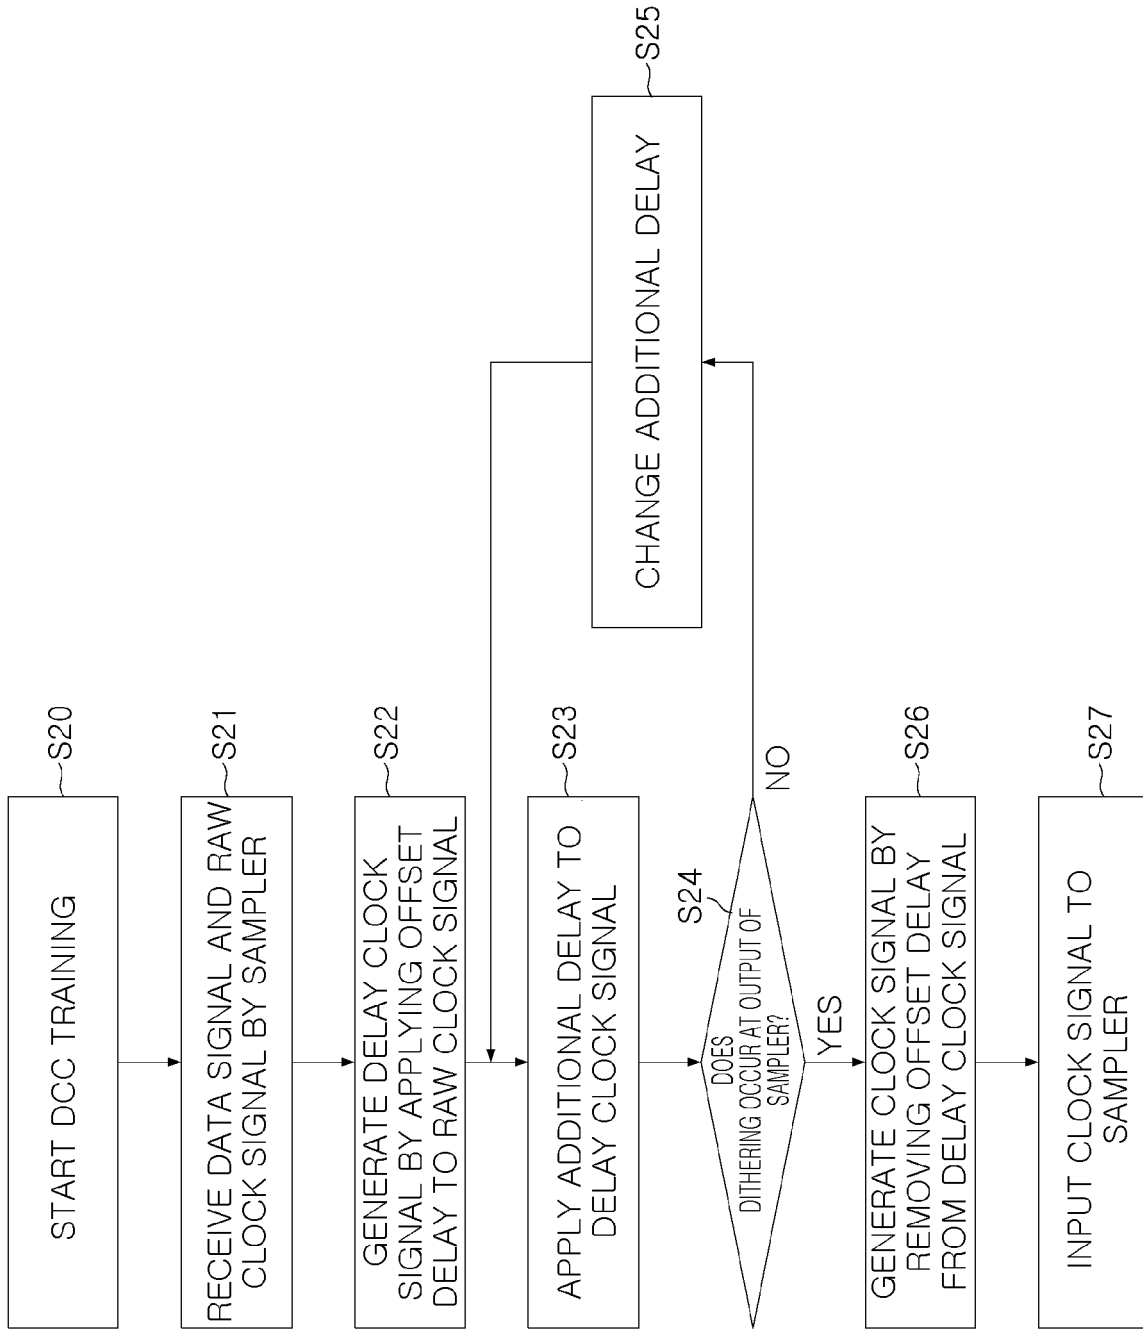 START DCC TRAINING
S20
RECEIVE DATA SIGNAL AND RAW
CLOCK SIGNAL BY SAMPLER
S21
GENERATE DELAY CLOCK
SIGNAL BY APPLYING OFFSET
DELAY TO RAW CLOCK SIGNAL
S22
APPLY ADDITIONAL DELAY TO
DELAY CLOCK SIGNAL
S23
DOES
DITHERING OCCUR AT OUTPUT OF
SAMPLER?
S24
NO
CHANGE ADDITIONAL DELAY
S25
YES
GENERATE CLOCK SIGNAL BY
REMOVING OFFSET DELAY
FROM DELAY CLOCK SIGNAL
S26
INPUT CLOCK SIGNAL TO
SAMPLER
S27